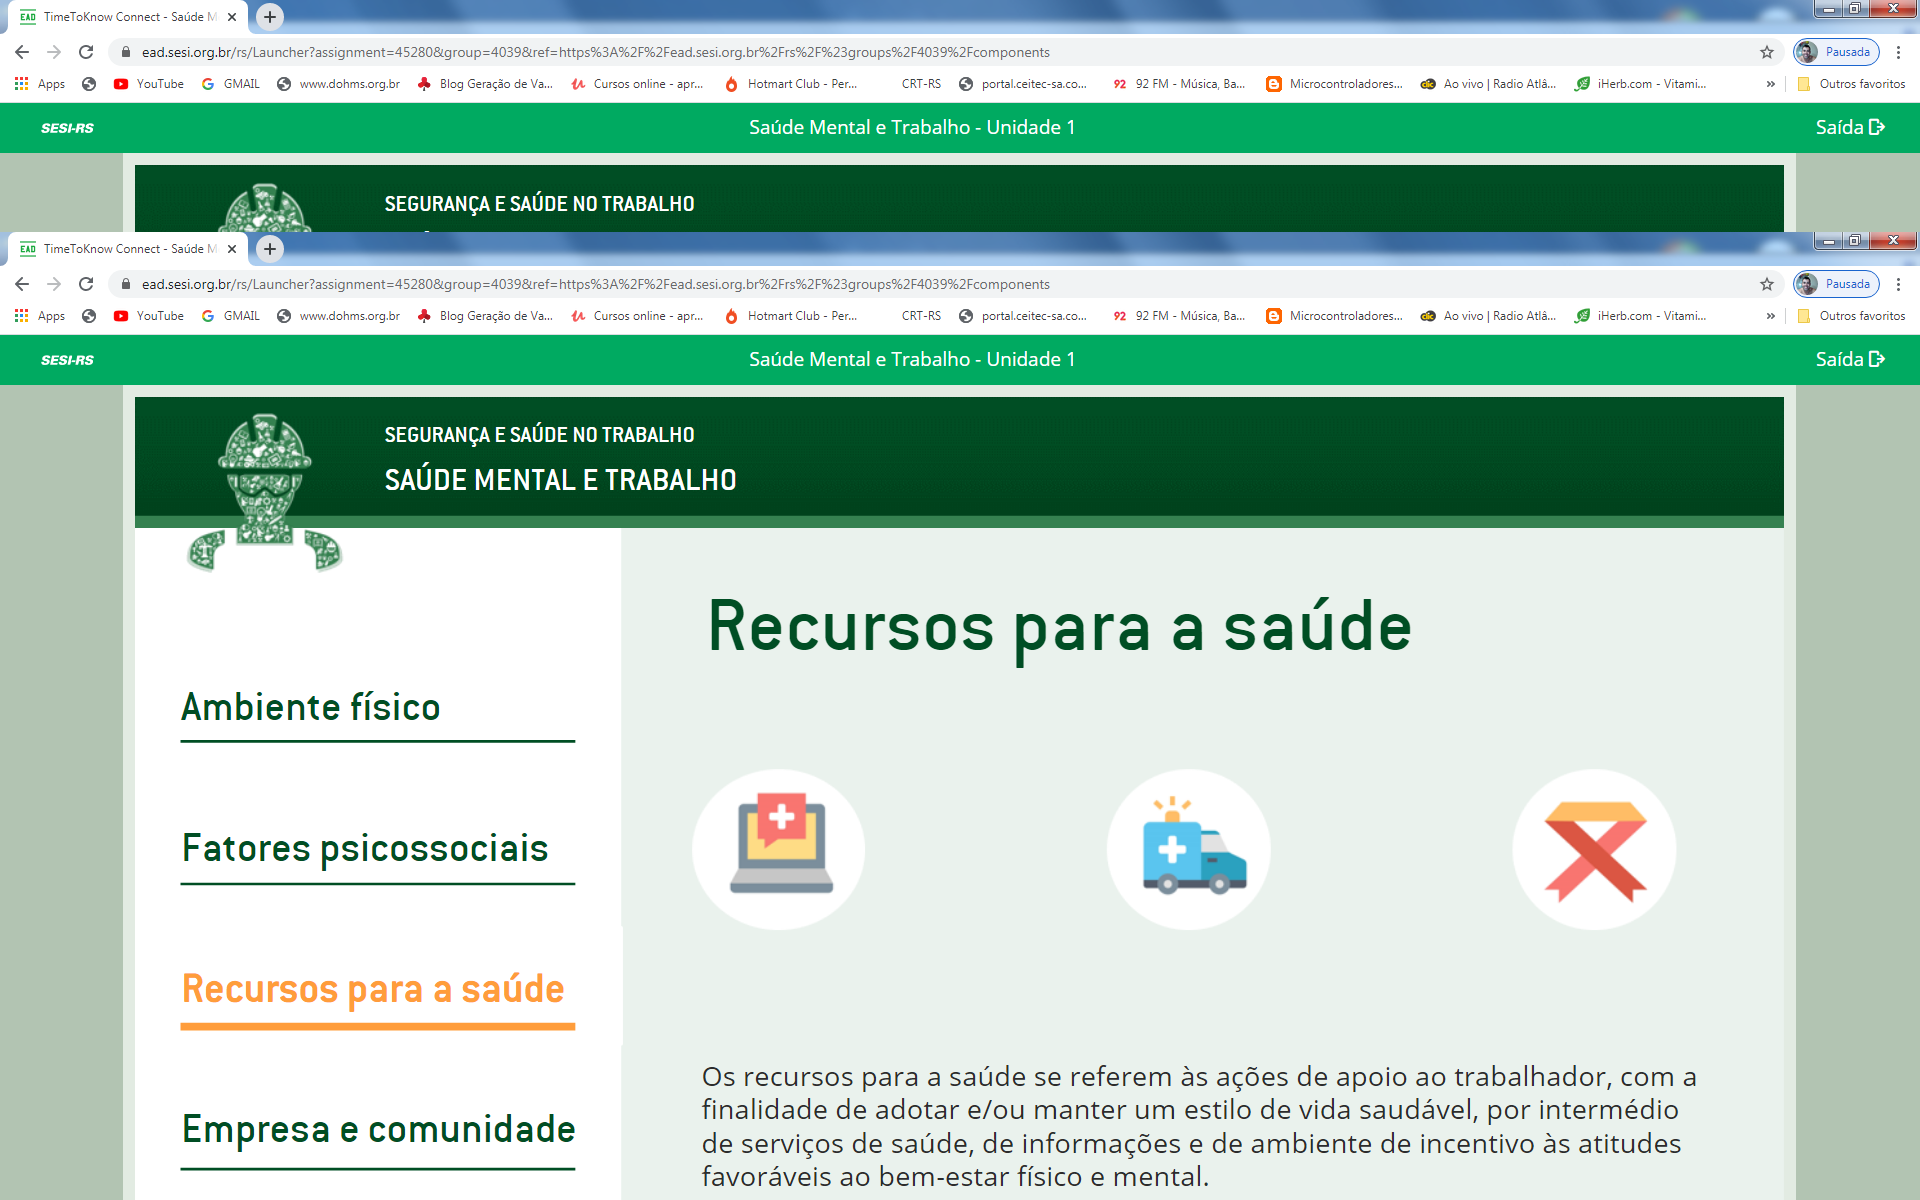 EAD TimeToKnow Connect - Saúde M
ead.sesi.org.br/rs/Launcher?assignment=45280&group=4039&ref=https%3A%2F%2Fead.sesi.org.br%2Frs%2F%23groups%2F4039%2Fcomponents
Pausada
Apps YouTube GMAIL www.dohms.org.br Blog Geração de Va... Cursos online - apr... Hotmart Club - Per... CRT-RS portal.ceitec-sa.co... 92 92 FM - Música, Ba... Microcontroladores... Ao vivo | Radio Atlâ... iHerb.com - Vitami... » Outros favoritos
SESI-RS Saúde Mental e Trabalho - Unidade 1 Saída
SEGURANÇA E SAÚDE NO TRABALHO
EAD TimeToKnow Connect - Saúde M
ead.sesi.org.br/rs/Launcher?assignment=45280&group=4039&ref=https%3A%2F%2Fead.sesi.org.br%2Frs%2F%23groups%2F4039%2Fcomponents
Pausada
Apps YouTube GMAIL www.dohms.org.br Blog Geração de Va... Cursos online - apr... Hotmart Club - Per... CRT-RS portal.ceitec-sa.co... 92 92 FM - Música, Ba... Microcontroladores... Ao vivo | Radio Atlâ... iHerb.com - Vitami... » Outros favoritos
SESI-RS Saúde Mental e Trabalho - Unidade 1 Saída
SEGURANÇA E SAÚDE NO TRABALHO
SAÚDE MENTAL E TRABALHO
Ambiente físico
Fatores psicossociais
Recursos para a saúde
Empresa e comunidade
Recursos para a saúde
Os recursos para a saúde se referem às ações de apoio ao trabalhador, com a
finalidade de adotar e/ou manter um estilo de vida saudável, por intermédio
de serviços de saúde, de informações e de ambiente de incentivo às atitudes
favoráveis ao bem-estar físico e mental.